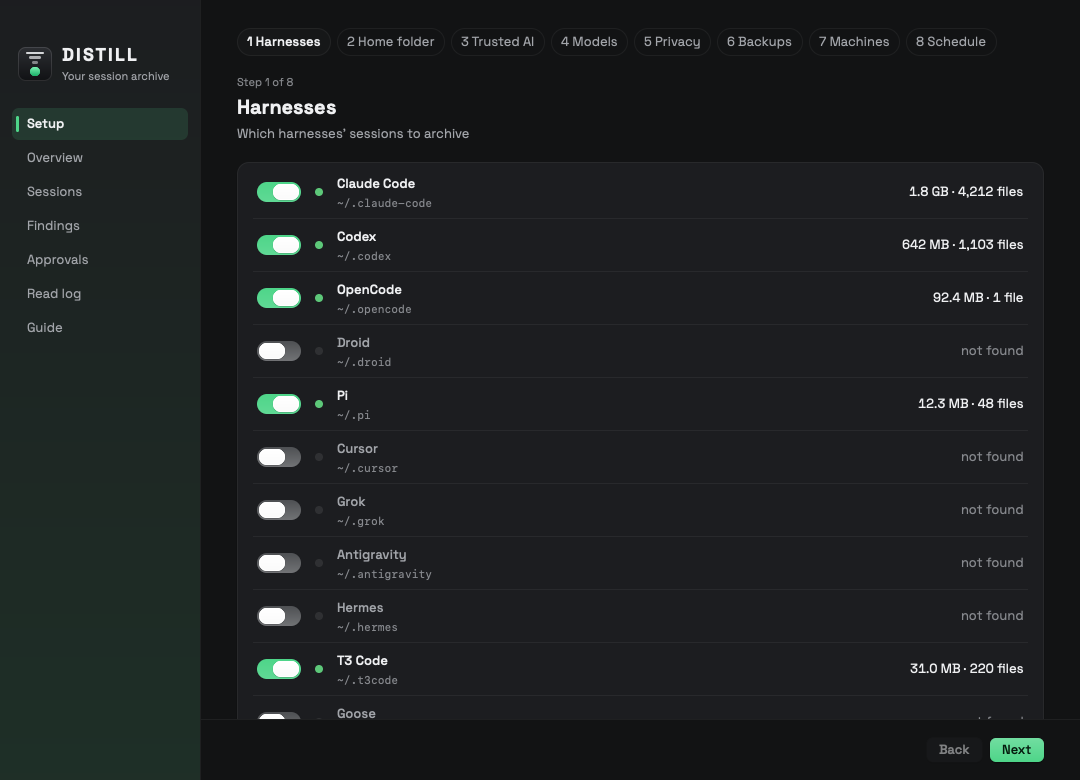 DISTILL
Your session archive
Setup
Overview
Sessions
Findings
Approvals
Read log
Guide
1 Harnesses
2 Home folder
3 Trusted AI
4 Models
5 Privacy
6 Backups
7 Machines
8 Schedule
Step 1 of 8
Harnesses
Which harnesses' sessions to archive
Claude Code
~/.claude-code
1.8 GB · 4,212 files
Codex
~/.codex
642 MB · 1,103 files
OpenCode
~/.opencode
92.4 MB · 1 file
Droid
~/.droid
not found
Pi
~/.pi
12.3 MB · 48 files
Cursor
~/.cursor
not found
Grok
~/.grok
not found
Antigravity
~/.antigravity
not found
Hermes
~/.hermes
not found
T3 Code
~/.t3code
31.0 MB · 220 files
Goose
Back
Next